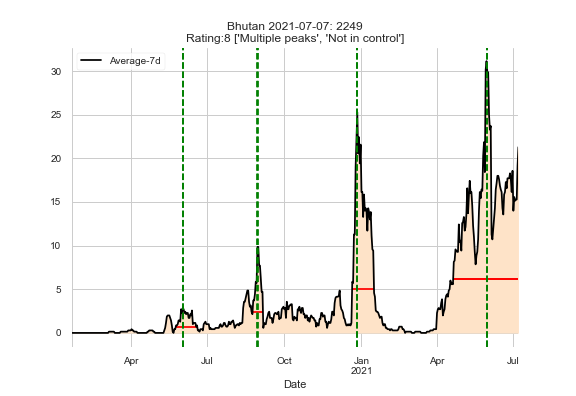 Bhutan 2021-07-07: 2249
Rating:8 ['Multiple peaks', 'Not in control']
Average-7d
30
25
20
15
10
5
0
Apr
Jul
Oct
Jan
2021
Apr
Jul
Date